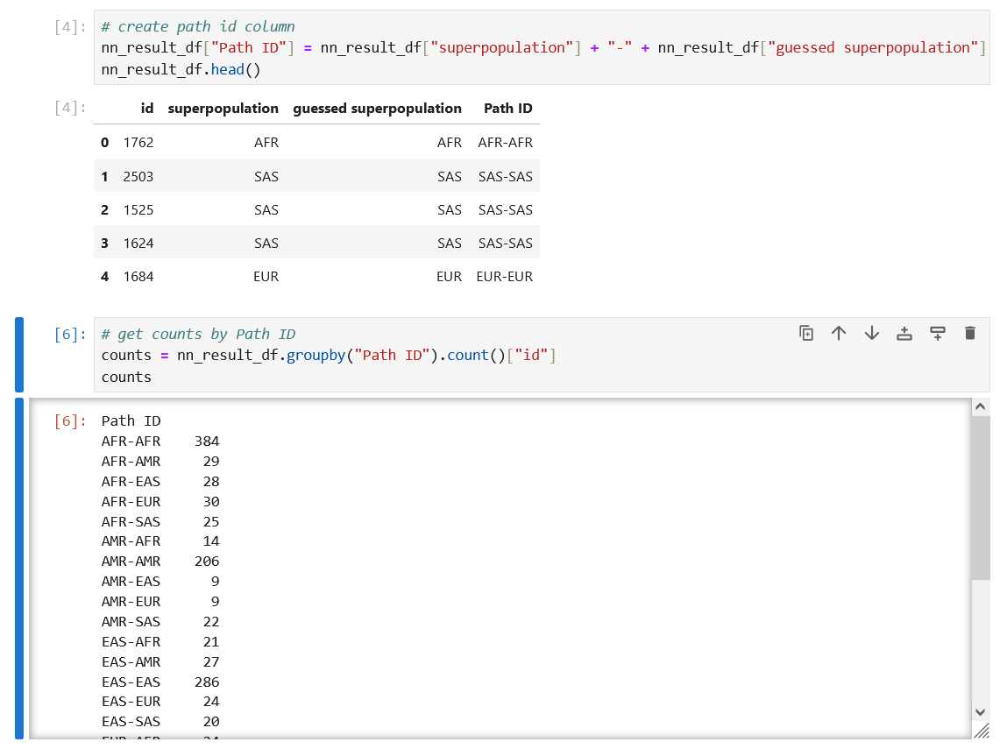 [4]: # create path id column
nn_result_df["Path ID"] = nn_result_df["superpopulation"] + "-" + nn_result_df["guessed superpopulation"]
nn_result_df.head()
[4]: id superpopulation guessed superpopulation Path ID
0 1762 AFR AFR AFR-AFR
1 2503 SAS SAS SAS-SAS
2 1525 SAS SAS SAS-SAS
3 1624 SAS SAS SAS-SAS
4 1684 EUR EUR EUR-EUR
[6]: # get counts by Path ID
counts = nn_result_df.groupby("Path ID").count()["id"]
counts
[6]: Path ID
AFR-AFR 384
AFR-AMR 29
AFR-EAS 28
AFR-EUR 30
AFR-SAS 25
AMR-AFR 14
AMR-AMR 206
AMR-EAS 9
AMR-EUR 9
AMR-SAS 22
EAS-AFR 21
EAS-AMR 27
EAS-EAS 286
EAS-EUR 24
EAS-SAS 20